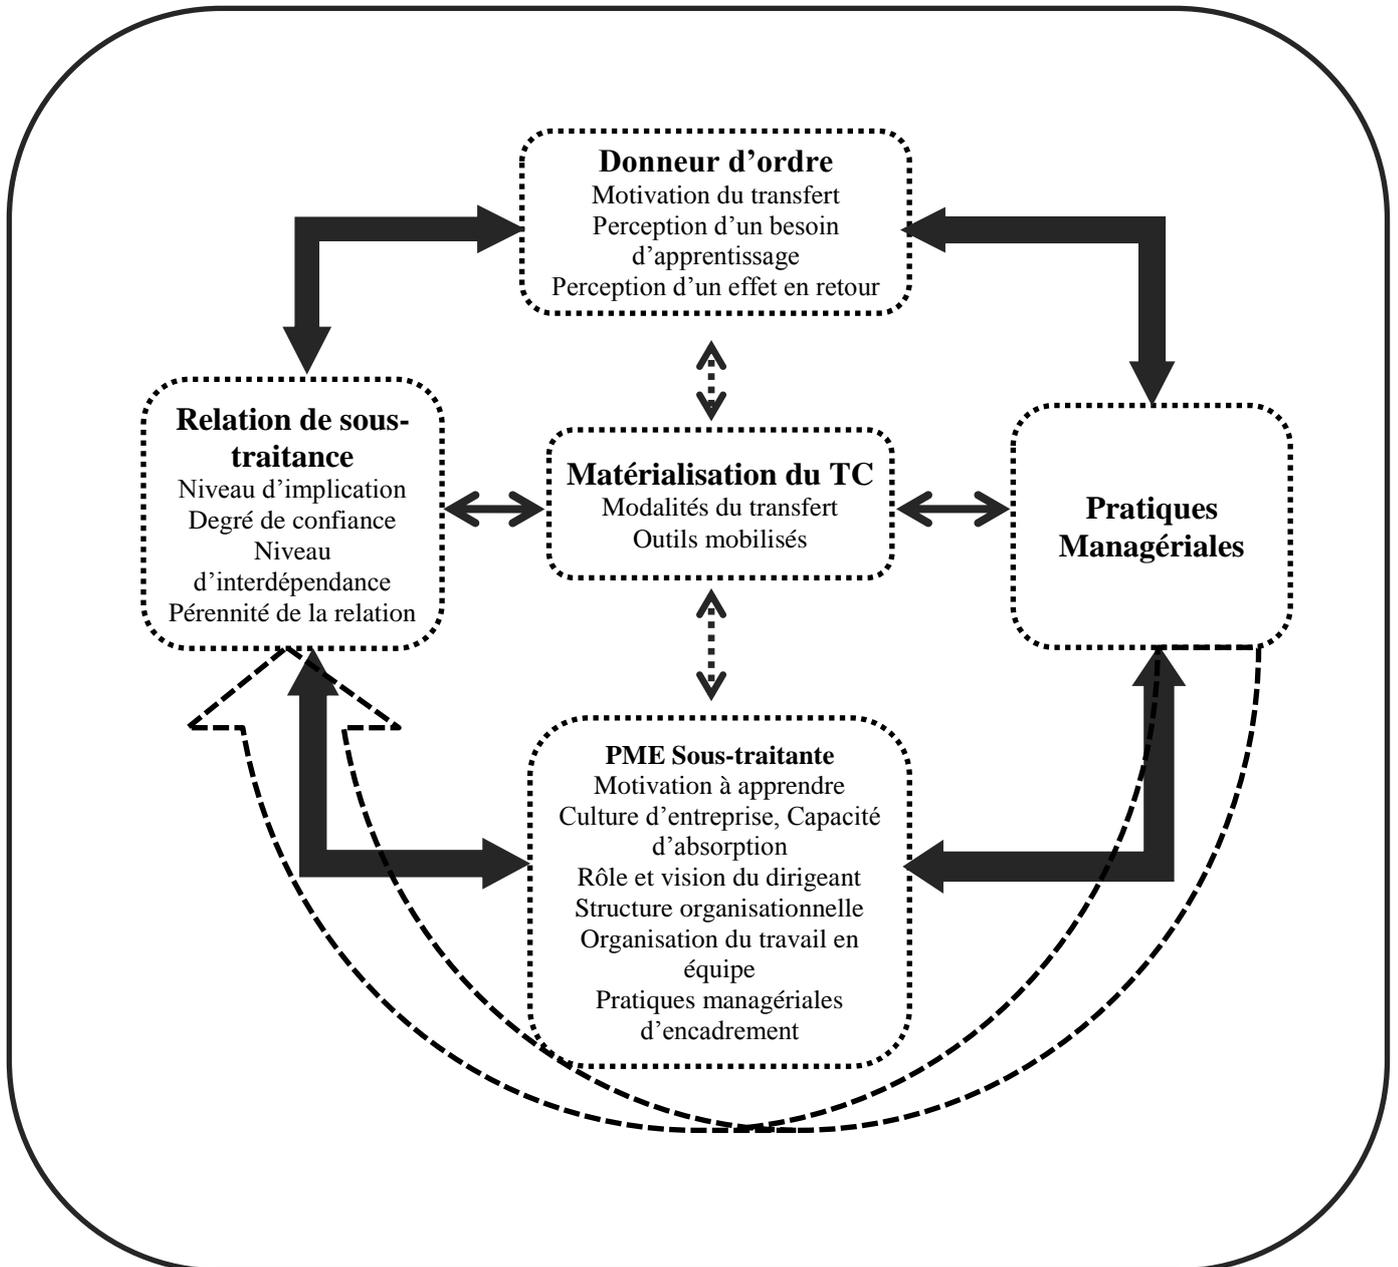 Donneur d’ordre
Motivation du transfert
Perception d’un besoin
d’apprentissage
Perception d’un effet en retour
Relation de sous-
traitance
Niveau d’implication
Degré de confiance
Niveau
d’interdépendance
Pérennité de la relation
Matérialisation du TC
Modalités du transfert
Outils mobilisés
Pratiques
Managériales
PME Sous-traitante
Motivation à apprendre
Culture d’entreprise, Capacité
d’absorption
Rôle et vision du dirigeant
Structure organisationnelle
Organisation du travail en
équipe
Pratiques managériales
d’encadrement